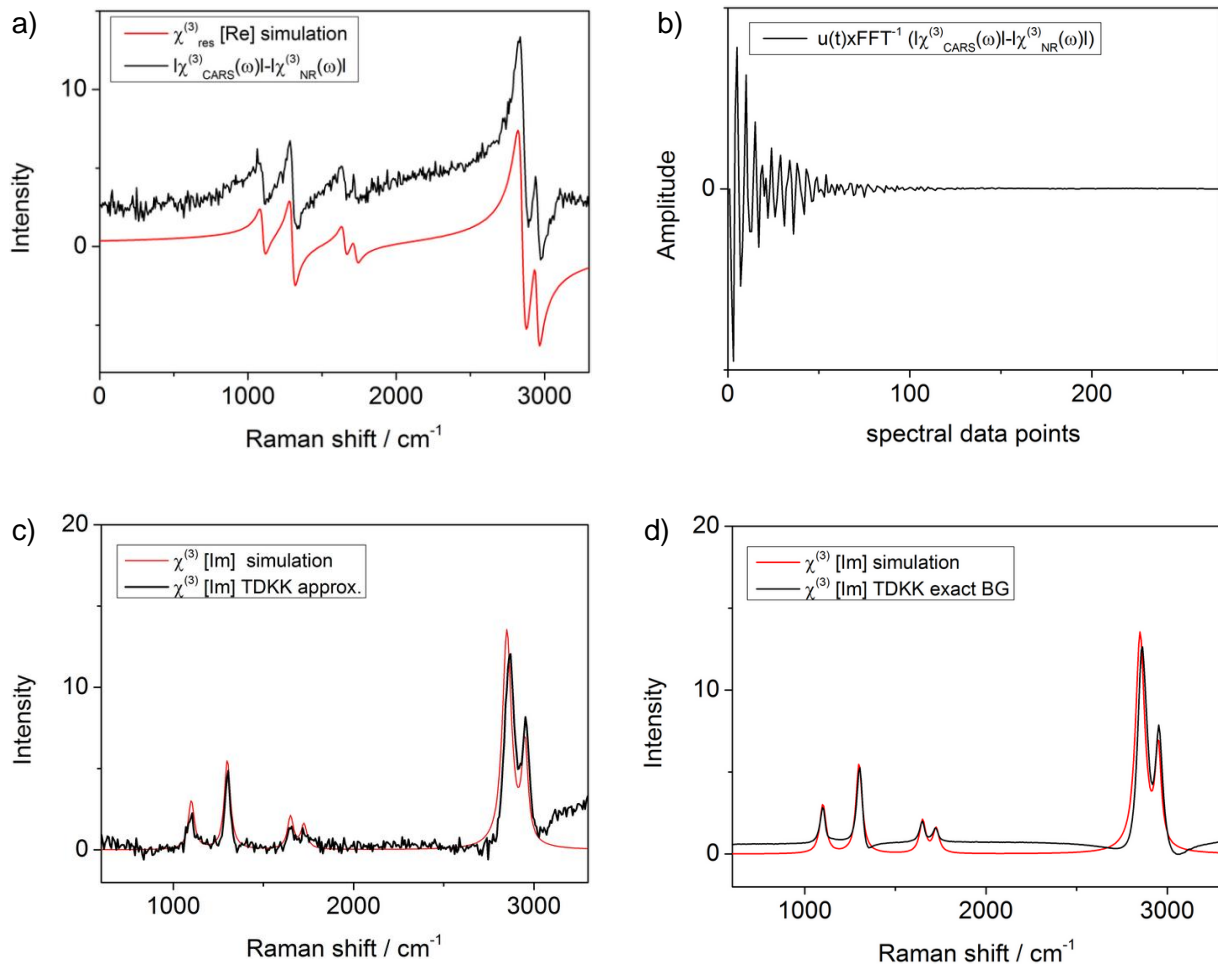 a)
χ(3)res [Re] simulation
|χ(3)CARS(ω)|-|χ(3)NR(ω)|
10
0
Intensity
0
1000
2000
3000
Raman shift / cm-1
b)
u(t)xFFT-1 (|χ(3)CARS(ω)|-|χ(3)NR(ω)|)
0
Amplitude
0
100
200
spectral data points
c)
20
χ(3) [Im] simulation
χ(3) [Im] TDKK approx.
10
0
Intensity
1000
2000
3000
Raman shift / cm-1
d)
20
χ(3) [Im] simulation
χ(3) [Im] TDKK exact BG
10
0
Intensity
1000
2000
3000
Raman shift / cm-1